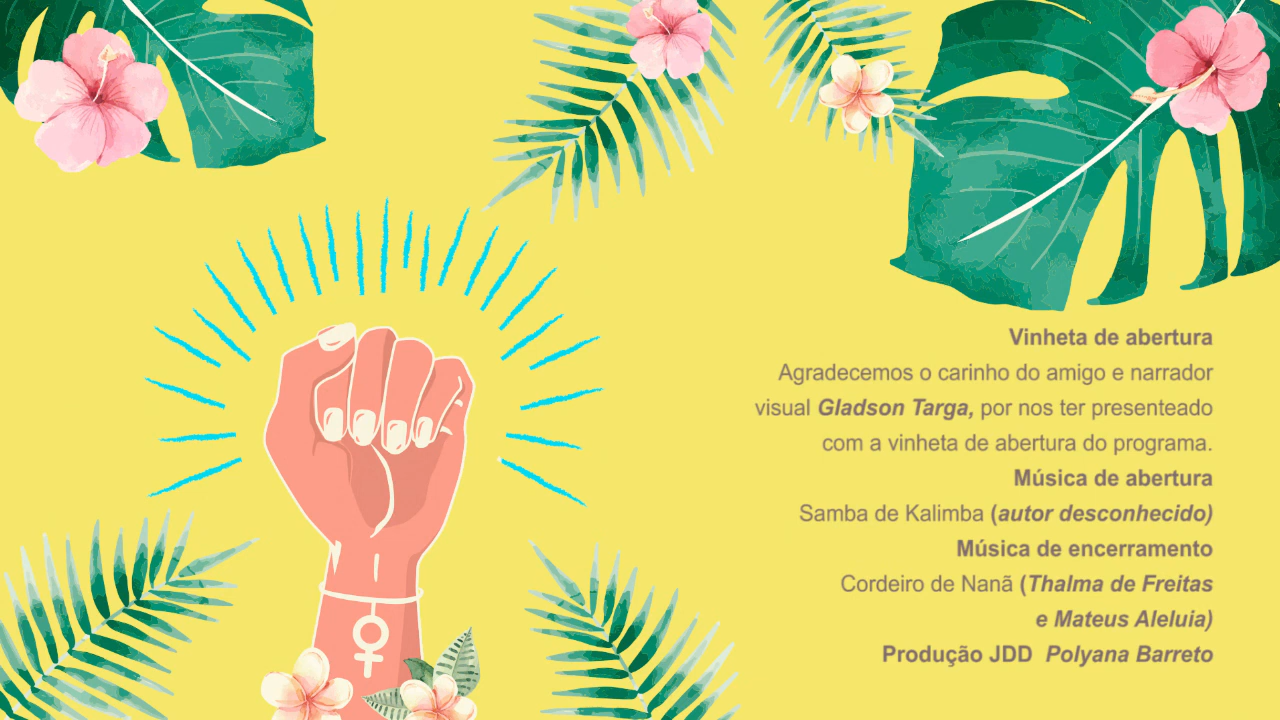 Vinheta de abertura
Agradecemos o carinho do amigo e narrador
visual Gladson Targa, por nos ter presenteado
com a vinheta de abertura do programa.
Música de abertura
Samba de Kalimba (autor desconhecido)
Música de encerramento
Cordeiro de Nanã (Thalma de Freitas
e Mateus Aleluia)
Produção JDD Polyana Barreto